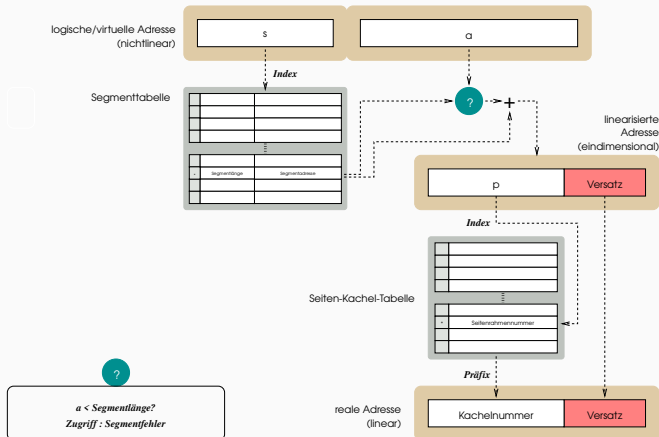 logische/virtuelle Adresse
(nichtlinear)
s
a
Index
Segmenttabelle
?
+
linearisierte
Adresse
(eindimensional)
Segmentlänge
Segmentadresse
p
Versatz
Index
Seiten-Kachel-Tabelle
Seitenrahmennummer
?
Präfix
a < Segmentlänge?
Zugriff : Segmentfehler
reale Adresse
(linear)
Kachelnummer
Versatz